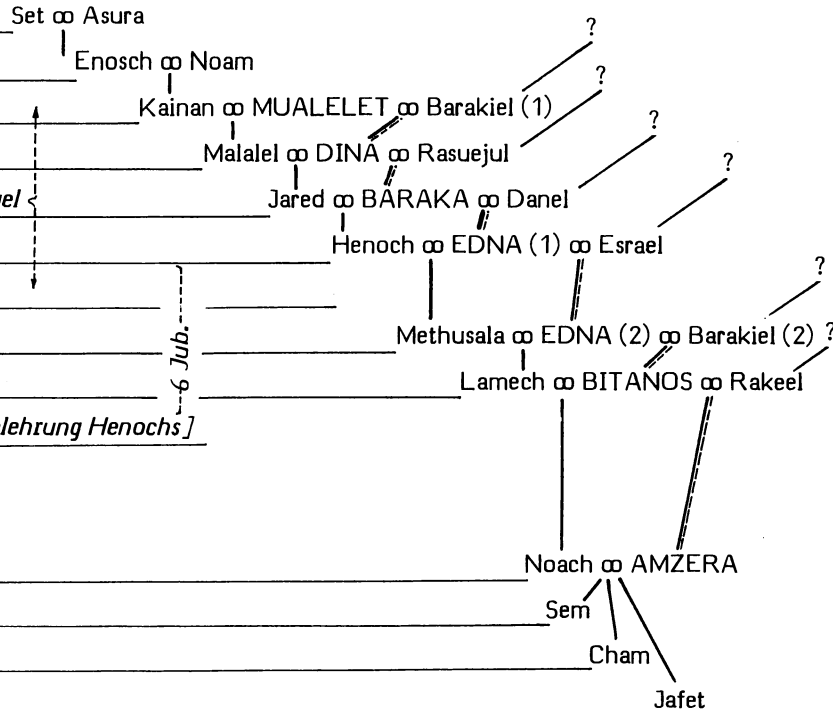 Set ∞ Asura
?
Enosch ∞ Noam
?
Kainan ∞ MUALELET ∞ Barakiel (1)
?
Malalel ∞ DINA ∞ Rasuejul
?
Jared ∞ BARAKA ∞ Danel
Henoch ∞ EDNA (1) ∞ Esrael
?
Methusala ∞ EDNA (2) ∞ Barakiel (2)
?
6 Jub.
Lamech ∞ BITANOS ∞ Rakeel
lehrung Henochs]
Noach ∞ AMZERA
Sem
Cham
Jafet